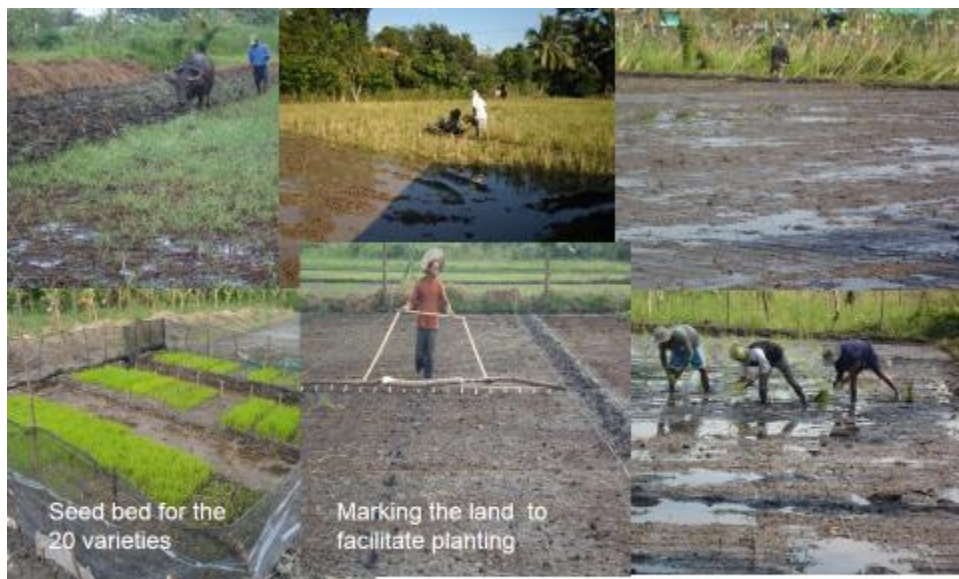 Seed bed for the
20 varieties
Marking the land to
facilitate planting